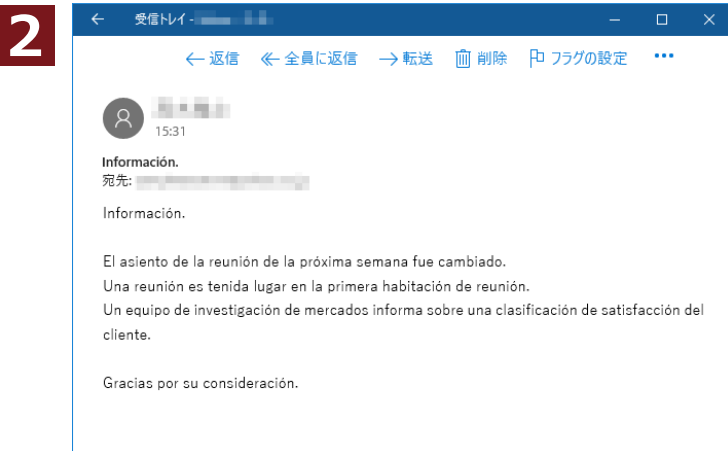 2
受信トレイ -
返信 全員に返信 転送 削除 フラグの設定 •••
15:31
Información.
宛先:
Información.
El asiento de la reunión de la próxima semana fue cambiado.
Una reunión es tenida lugar en la primera habitación de reunión.
Un equipo de investigación de mercados informa sobre una clasificación de satisfacción del
cliente.
Gracias por su consideración.